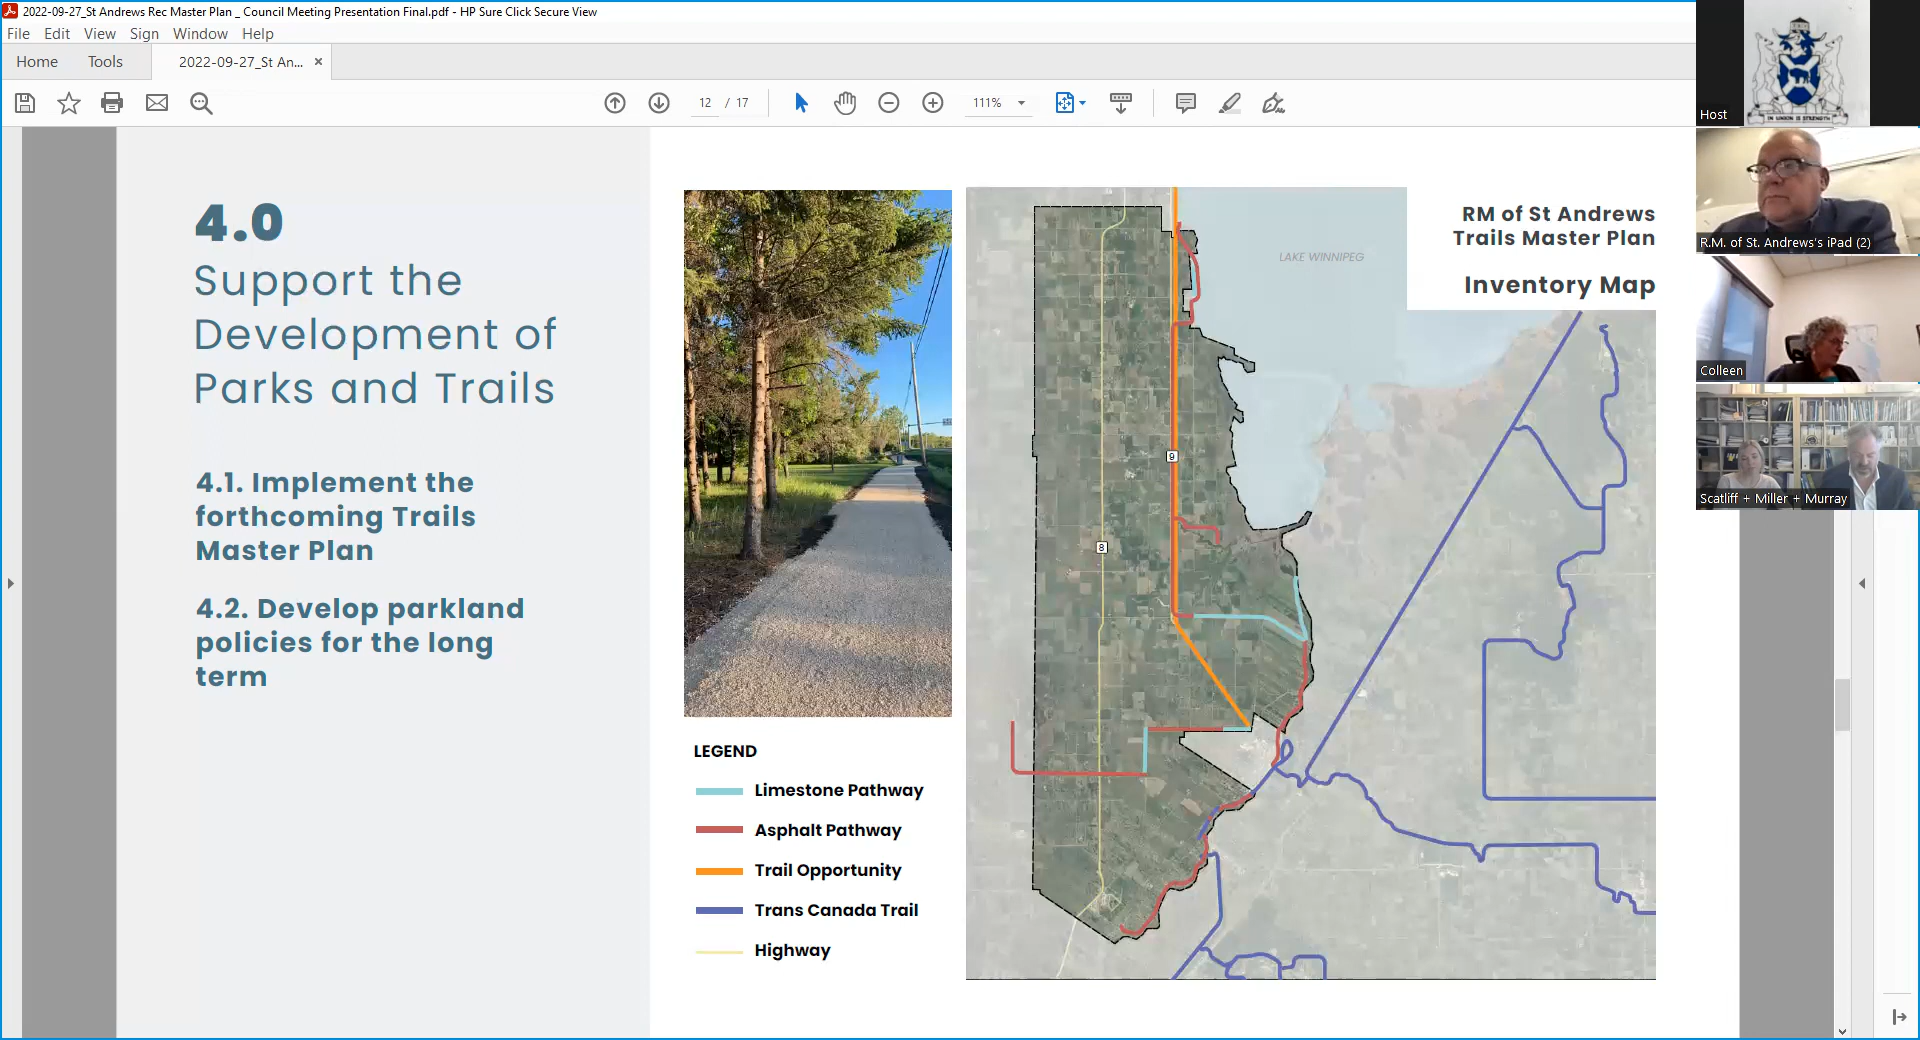 2022-09-27_St Andrews Rec Master Plan _ Council Meeting Presentation Final.pdf - HP Sure Click Secure View
File Edit View Sign Window Help
Home Tools 2022-09-27_St An... ×
12 / 17 111%
4.0
Support the
Development of
Parks and Trails
4.1. Implement the
forthcoming Trails
Master Plan
4.2. Develop parkland
policies for the long
term
LEGEND
Limestone Pathway
Asphalt Pathway
Trail Opportunity
Trans Canada Trail
Highway
LAKE WINNIPEG
9
8
RM of St Andrews
Trails Master Plan
Inventory Map
IN UNION IS STRENGTH
Host
R.M. of St. Andrews's iPad (2)
Colleen
Scatliff + Miller + Murray